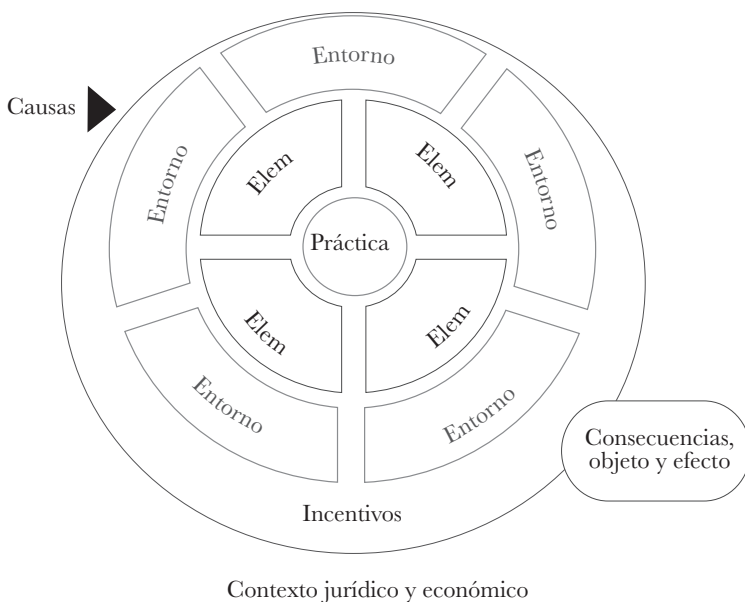 Entorno
Causas
Entorno
Elem
Elem
Entorno
Práctica
Elem
Elem
Entorno
Entorno
Consecuencias,
objeto y efecto
Incentivos
Contexto jurídico y económico